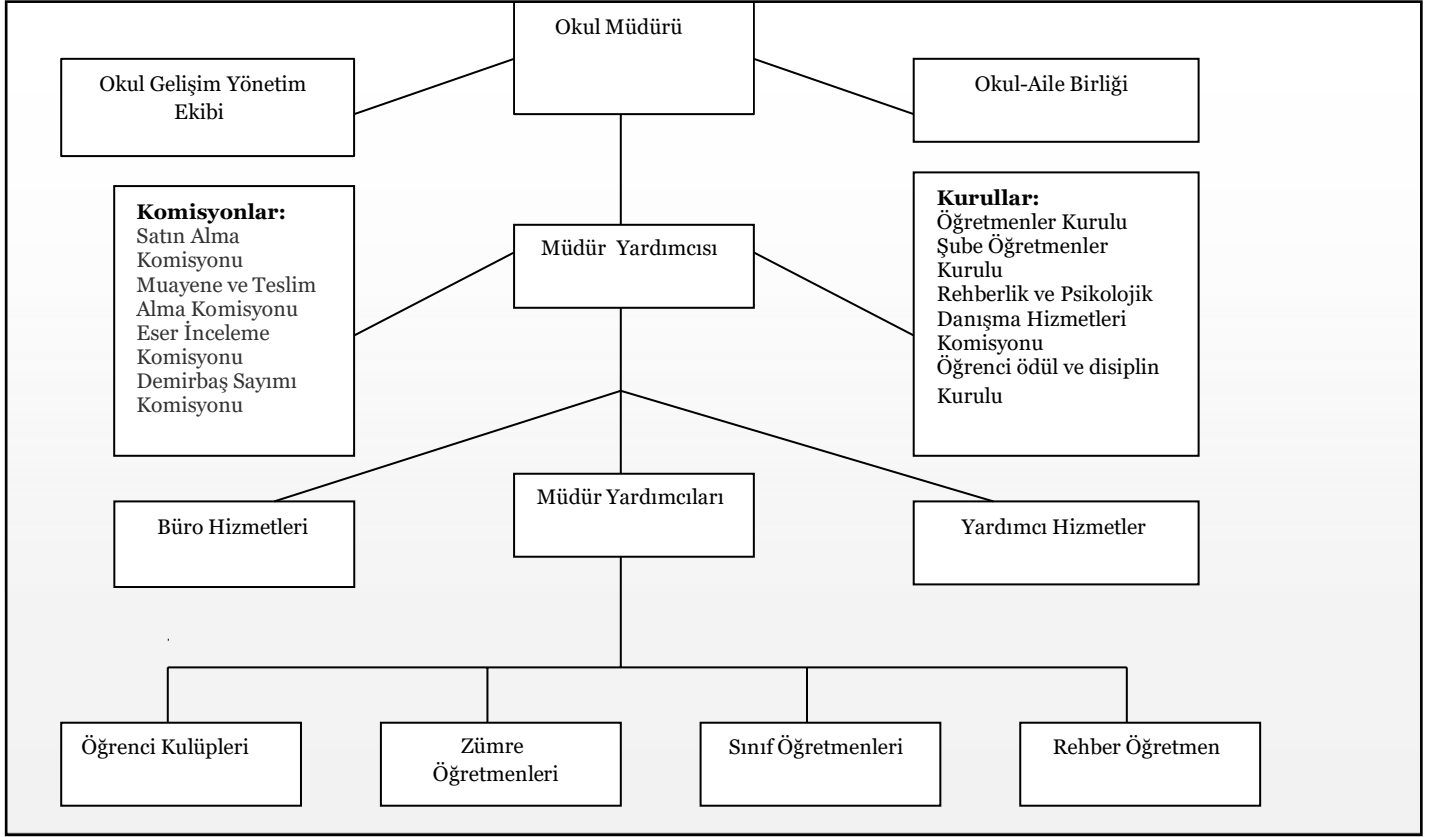 Okul Müdürü
Okul Gelişim Yönetim
Ekibi
Okul-Aile Birliği
Komisyonlar:
Satın Alma
Komisyonu
Muayene ve Teslim
Alma Komisyonu
Eser İnceleme
Komisyonu
Demirbaş Sayımı
Komisyonu
Müdür Yardımcısı
Kurullar:
Öğretmenler Kurulu
Şube Öğretmenler
Kurulu
Rehberlik ve Psikolojik
Danışma Hizmetleri
Komisyonu
Öğrenci ödül ve disiplin
Kurulu
Büro Hizmetleri
Müdür Yardımcıları
Yardımcı Hizmetler
Öğrenci Kulüpleri
Zümre
Öğretmenleri
Sınıf Öğretmenleri
Rehber Öğretmen